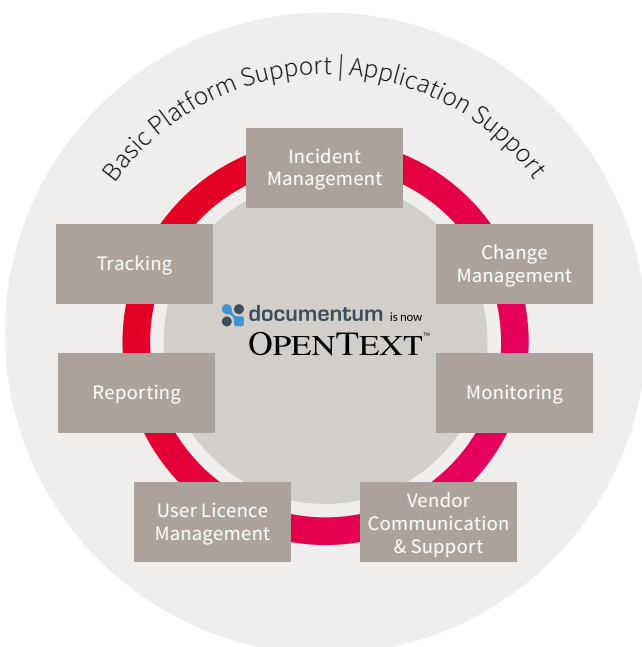 Basic Platform Support | Application Support
Incident
Management
Tracking
Change
Management
documentum is now
OPENTEXT™
Reporting
Monitoring
User Licence
Management
Vendor
Communication
& Support